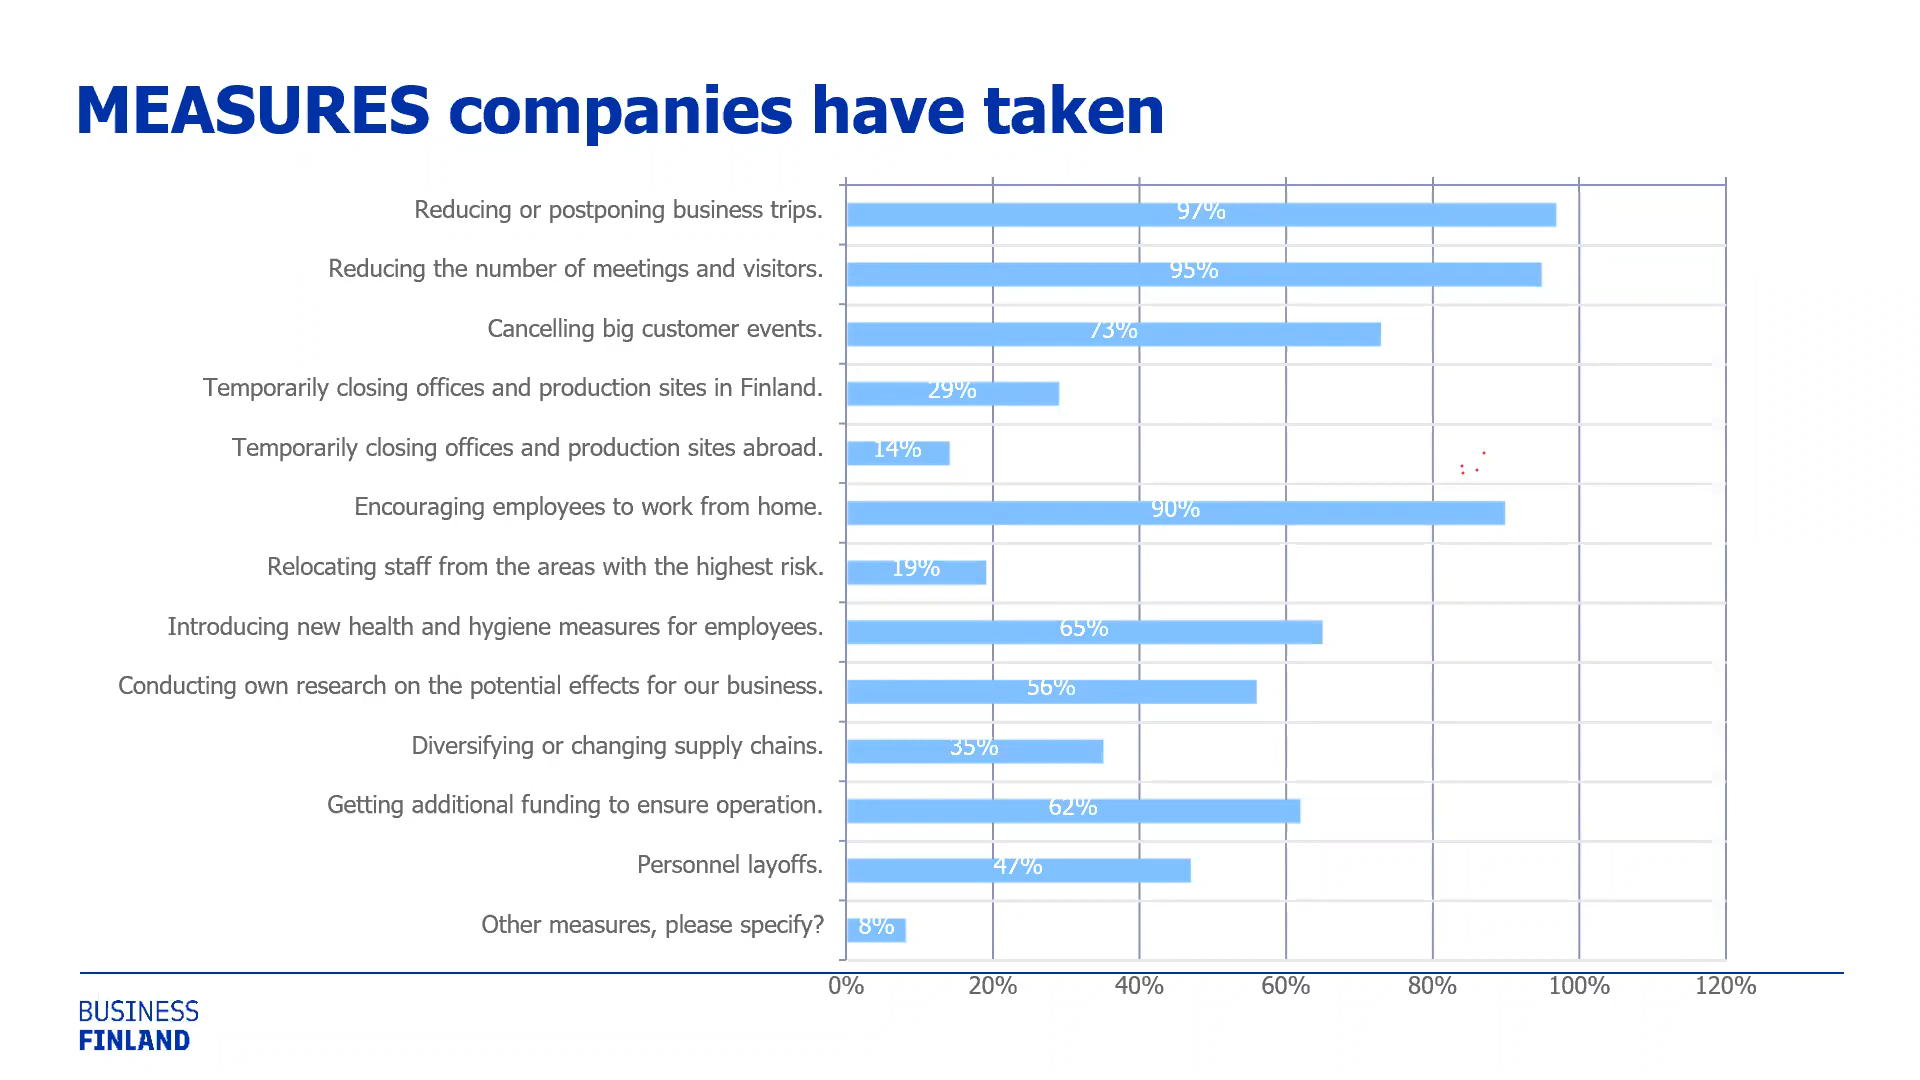 MEASURES companies have taken
Reducing or postponing business trips. 97%
Reducing the number of meetings and visitors. 95%
Cancelling big customer events. 73%
Temporarily closing offices and production sites in Finland. 29%
Temporarily closing offices and production sites abroad. 14%
Encouraging employees to work from home. 90%
Relocating staff from the areas with the highest risk. 19%
Introducing new health and hygiene measures for employees. 65%
Conducting own research on the potential effects for our business. 56%
Diversifying or changing supply chains. 35%
Getting additional funding to ensure operation. 62%
Personnel layoffs. 47%
Other measures, please specify? 8%
0% 20% 40% 60% 80% 100% 120%
BUSINESS
FINLAND